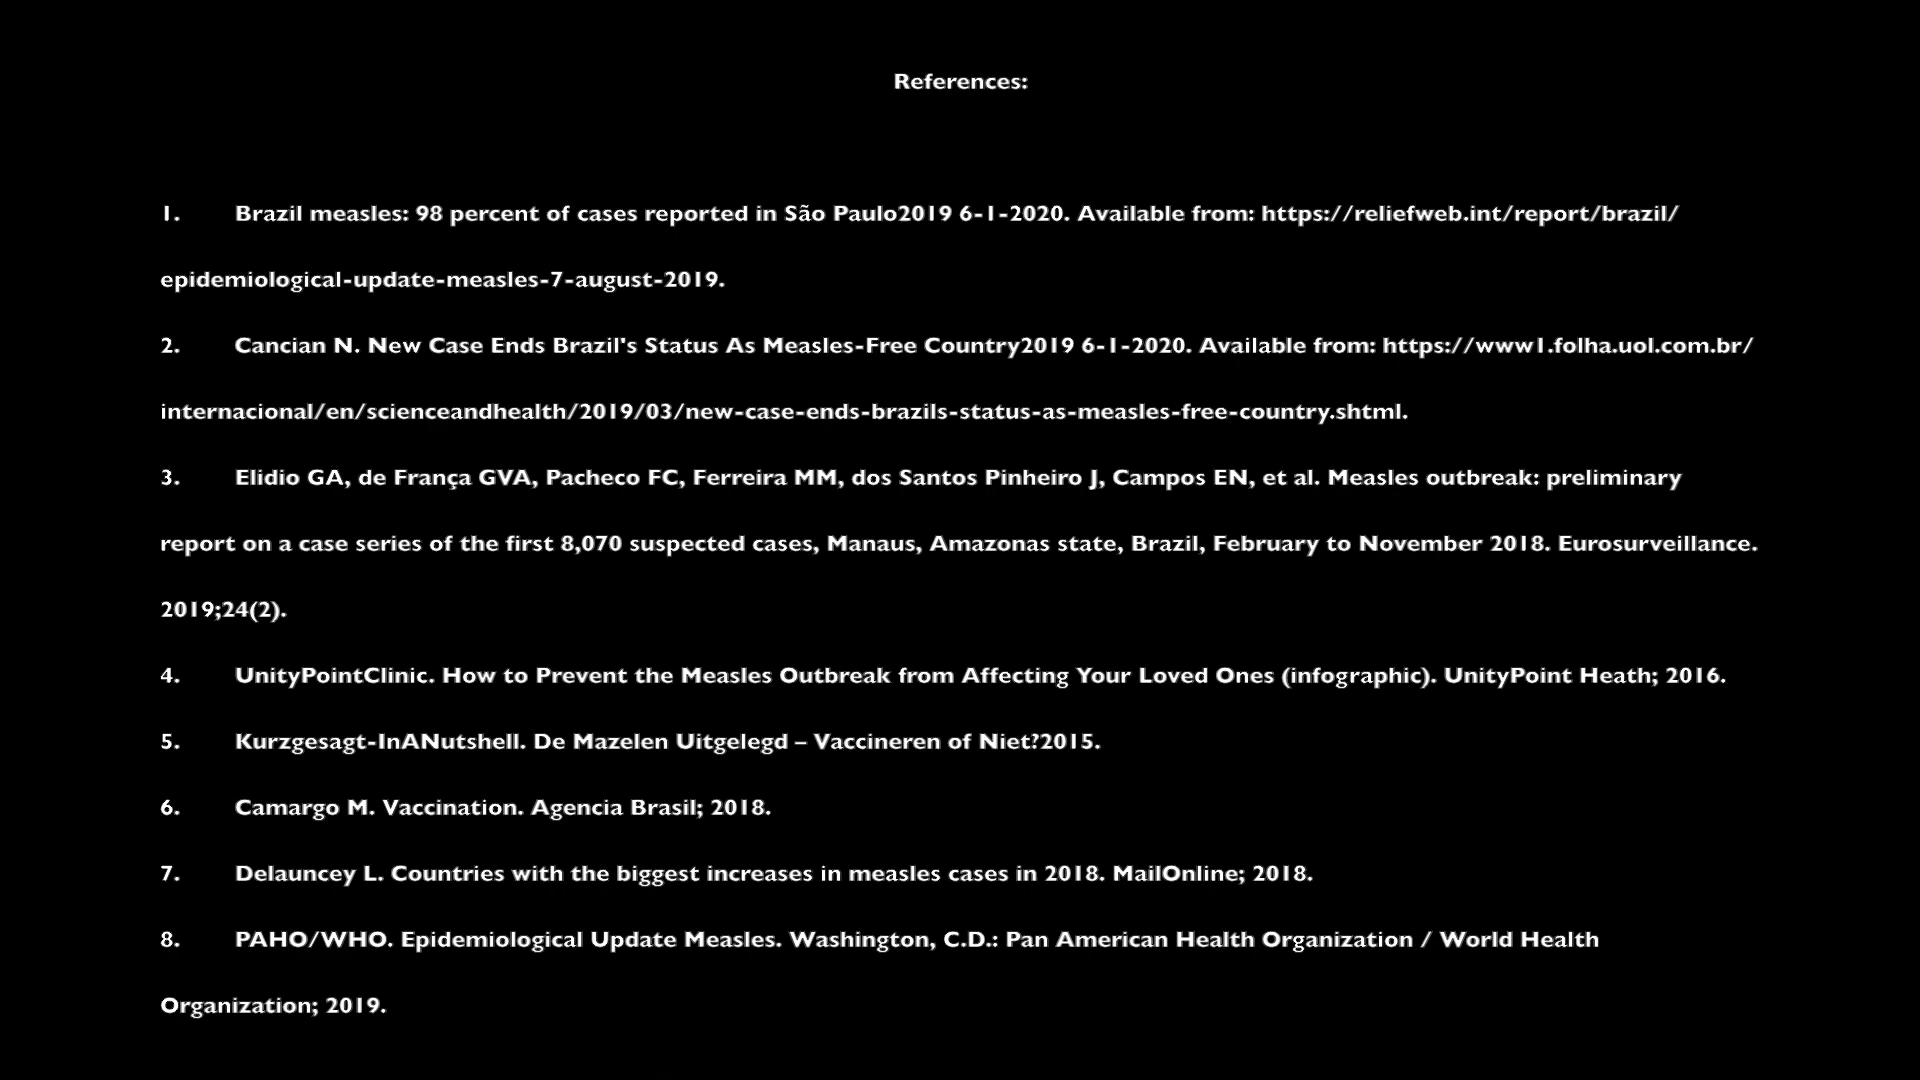 References:
1. Brazil measles: 98 percent of cases reported in São Paulo2019 6-1-2020. Available from: https://reliefweb.int/report/brazil/
epidemiological-update-measles-7-august-2019.
2. Cancian N. New Case Ends Brazil's Status As Measles-Free Country2019 6-1-2020. Available from: https://www1.folha.uol.com.br/
internacional/en/scienceandhealth/2019/03/new-case-ends-brazils-status-as-measles-free-country.shtml.
3. Elidio GA, de França GVA, Pacheco FC, Ferreira MM, dos Santos Pinheiro J, Campos EN, et al. Measles outbreak: preliminary
report on a case series of the first 8,070 suspected cases, Manaus, Amazonas state, Brazil, February to November 2018. Eurosurveillance.
2019;24(2).
4. UnityPointClinic. How to Prevent the Measles Outbreak from Affecting Your Loved Ones (infographic). UnityPoint Heath; 2016.
5. Kurzgesagt-InANutshell. De Mazelen Uitgelegd – Vaccineren of Niet?2015.
6. Camargo M. Vaccination. Agencia Brasil; 2018.
7. Delauncey L. Countries with the biggest increases in measles cases in 2018. MailOnline; 2018.
8. PAHO/WHO. Epidemiological Update Measles. Washington, C.D.: Pan American Health Organization / World Health
Organization; 2019.